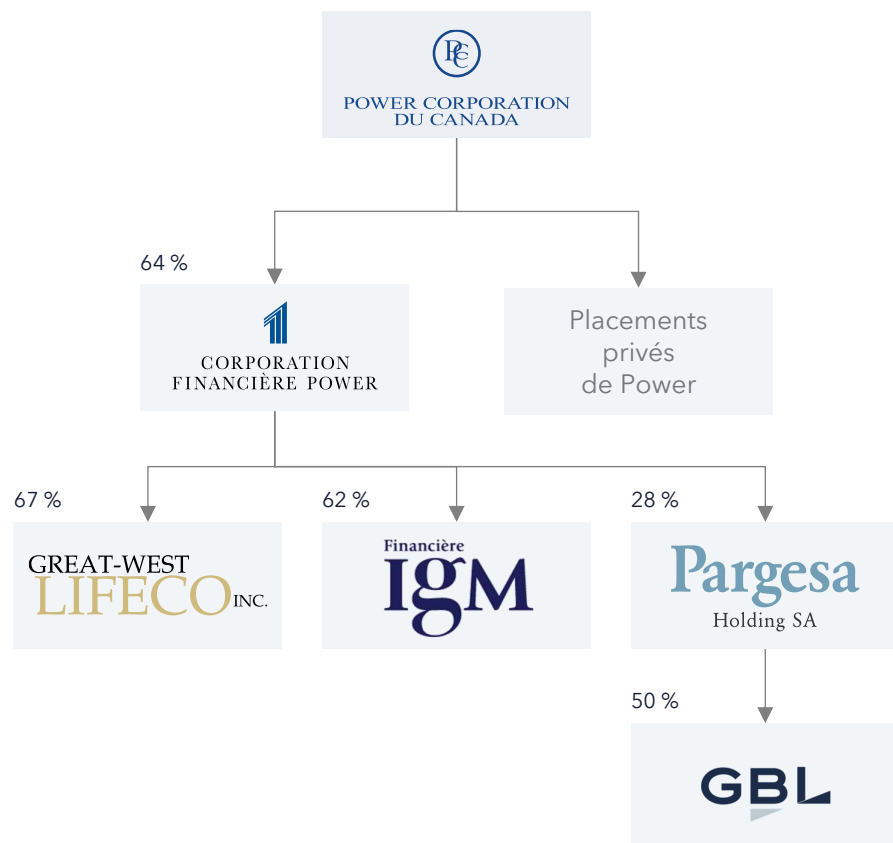 PCC
POWER CORPORATION
DU CANADA
64 %
CORPORATION
FINANCIÈRE POWER
Placements
privés
de Power
67 %
GREAT-WEST
LIFECO INC.
62 %
Financière
IgM
28 %
Pargesa
Holding SA
50 %
GBL